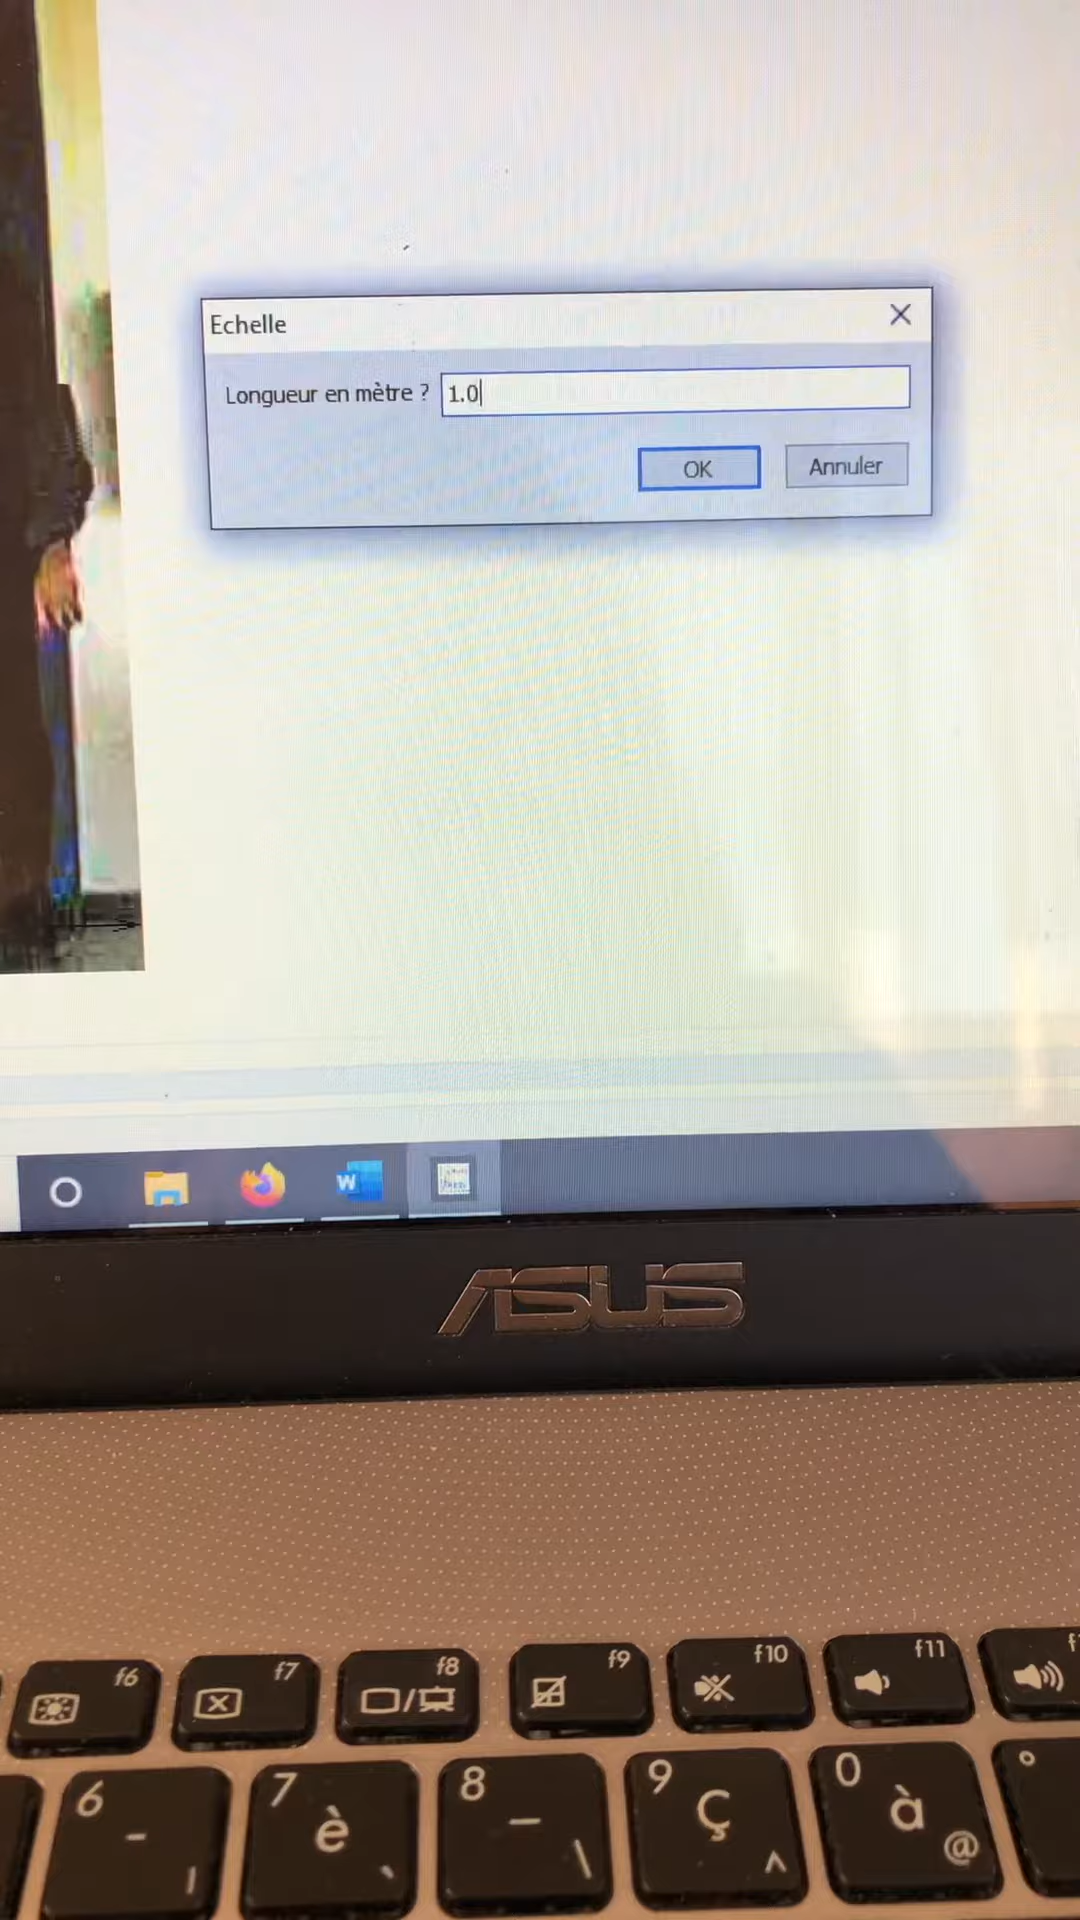 Echelle
Longueur en mètre ? 1.0
OK Annuler
W
ASUS
f6 f7 f8 f9 f10 f11
6 - | 7 è ` 8 _ \ 9 ç ^ 0 à @ °